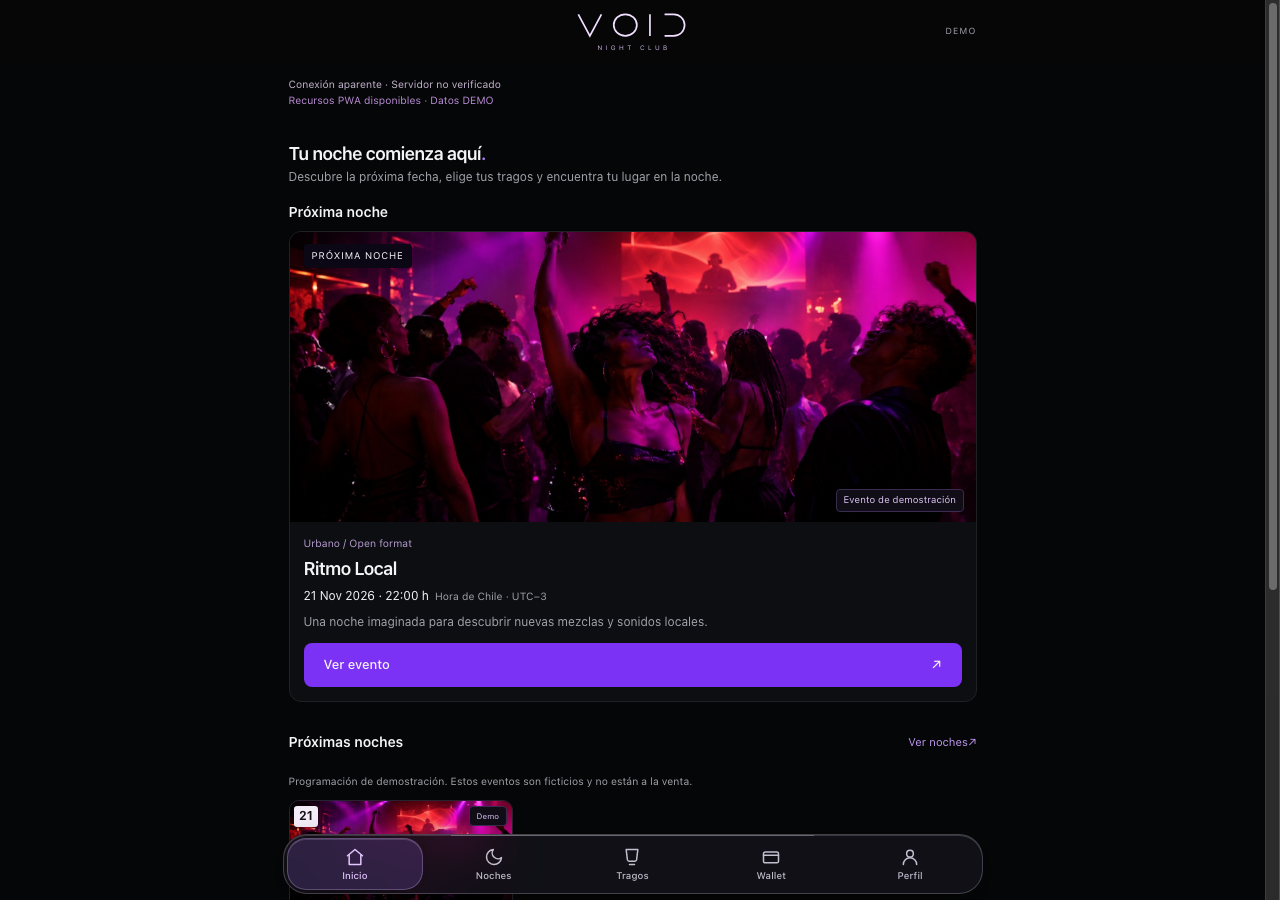 VOID
NIGHT CLUB
DEMO
Conexión aparente · Servidor no verificado
Recursos PWA disponibles · Datos DEMO
Tu noche comienza aquí.
Descubre la próxima fecha, elige tus tragos y encuentra tu lugar en la noche.
Próxima noche
PRÓXIMA NOCHE
Evento de demostración
Urbano / Open format
Ritmo Local
21 Nov 2026 · 22:00 h Hora de Chile · UTC−3
Una noche imaginada para descubrir nuevas mezclas y sonidos locales.
Ver evento ↗
Próximas noches
Ver noches↗
Programación de demostración. Estos eventos son ficticios y no están a la venta.
21
Demo
Inicio
Noches
Tragos
Wallet
Perfil